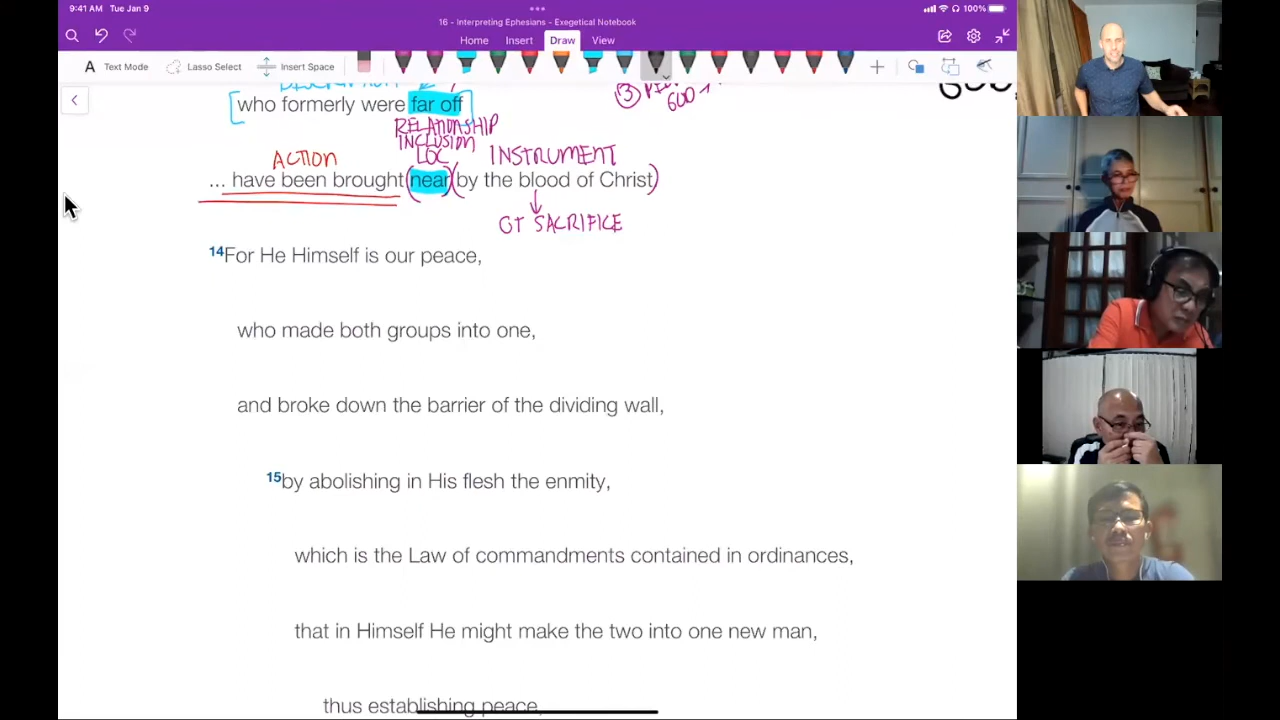 9:41 AM Tue Jan 9
100%
16 - Interpreting Ephesians - Exegetical Notebook
Home Insert Draw View
A Text Mode Lasso Select Insert Space
who formerly were far off
③
GOD
RELATIONSHIP
INCLUSION
LOC
INSTRUMENT
ACTION
... have been brought (near) (by the blood of Christ)
OT SACRIFICE
14For He Himself is our peace,
who made both groups into one,
and broke down the barrier of the dividing wall,
15by abolishing in His flesh the enmity,
which is the Law of commandments contained in ordinances,
that in Himself He might make the two into one new man,
thus establishing peace,